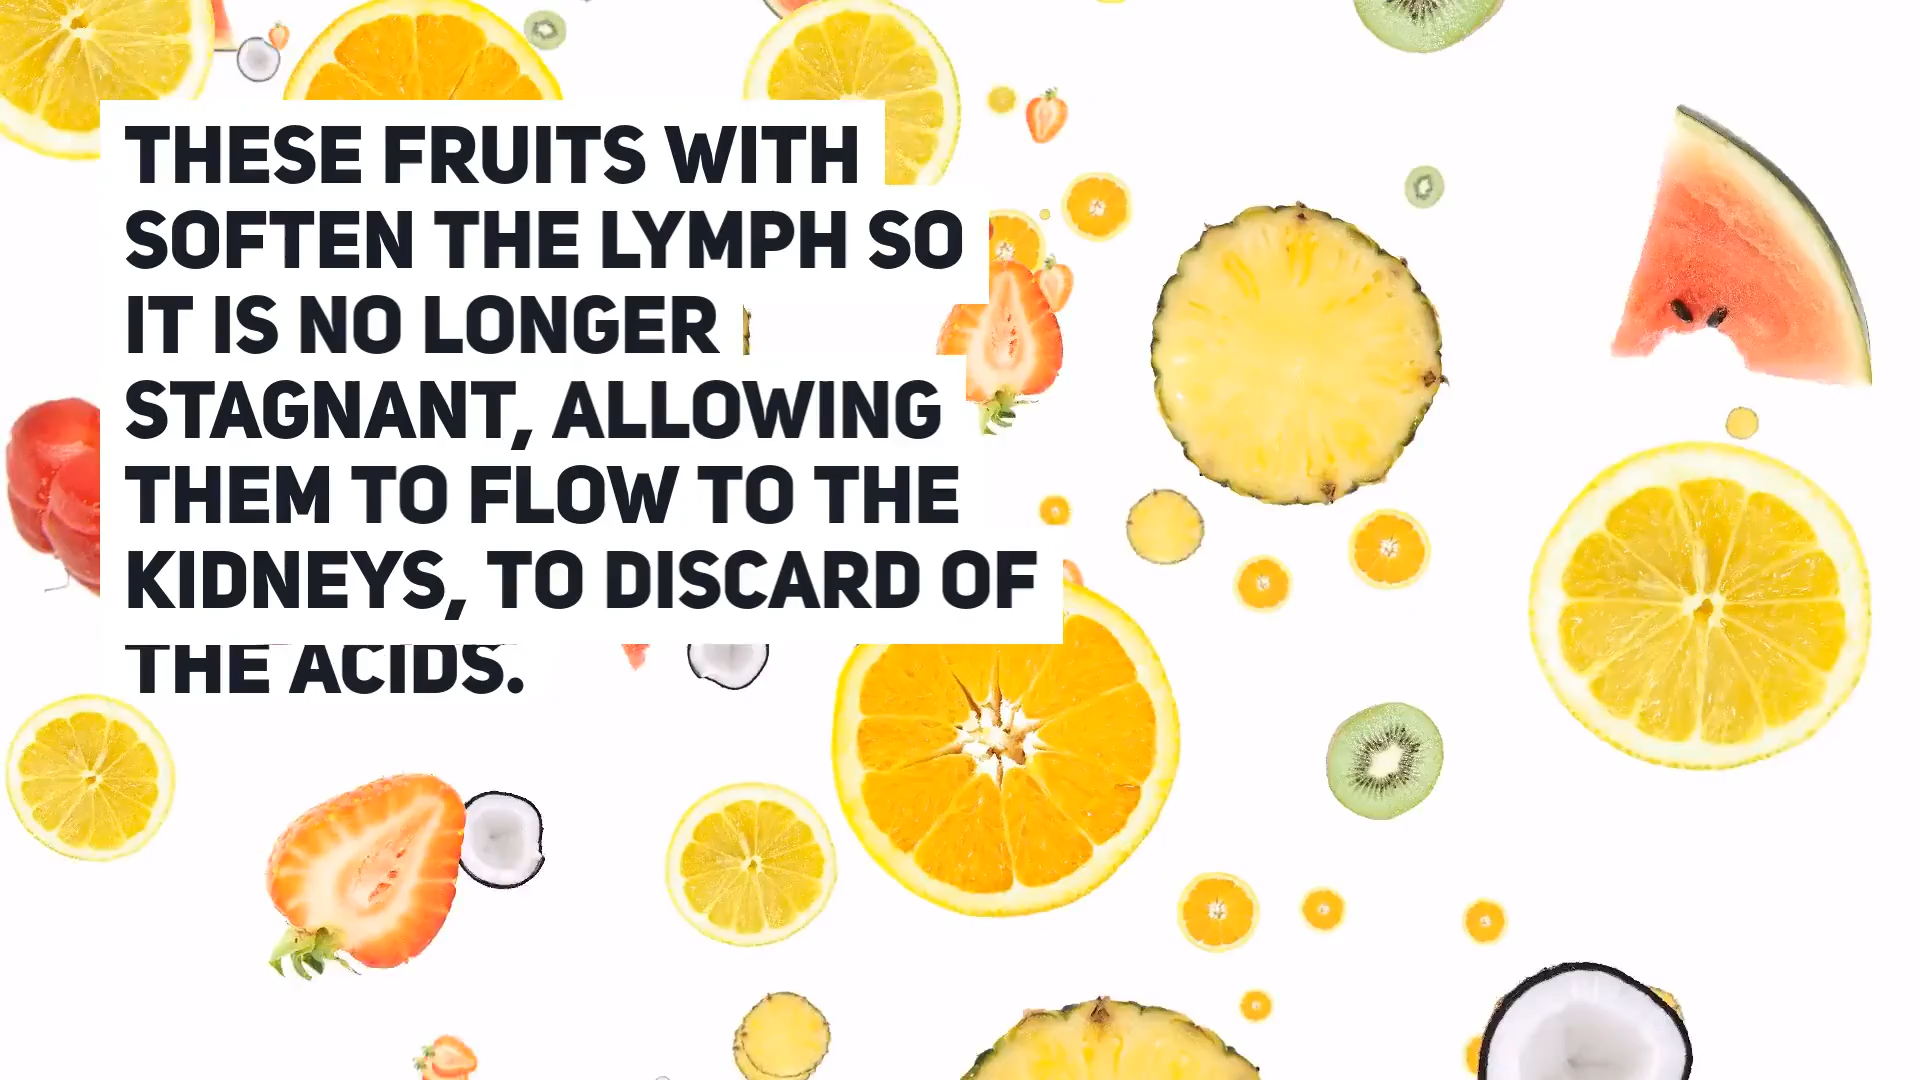 THESE FRUITS WITH
SOFTEN THE LYMPH SO
IT IS NO LONGER
STAGNANT, ALLOWING
THEM TO FLOW TO THE
KIDNEYS, TO DISCARD OF
THE ACIDS.